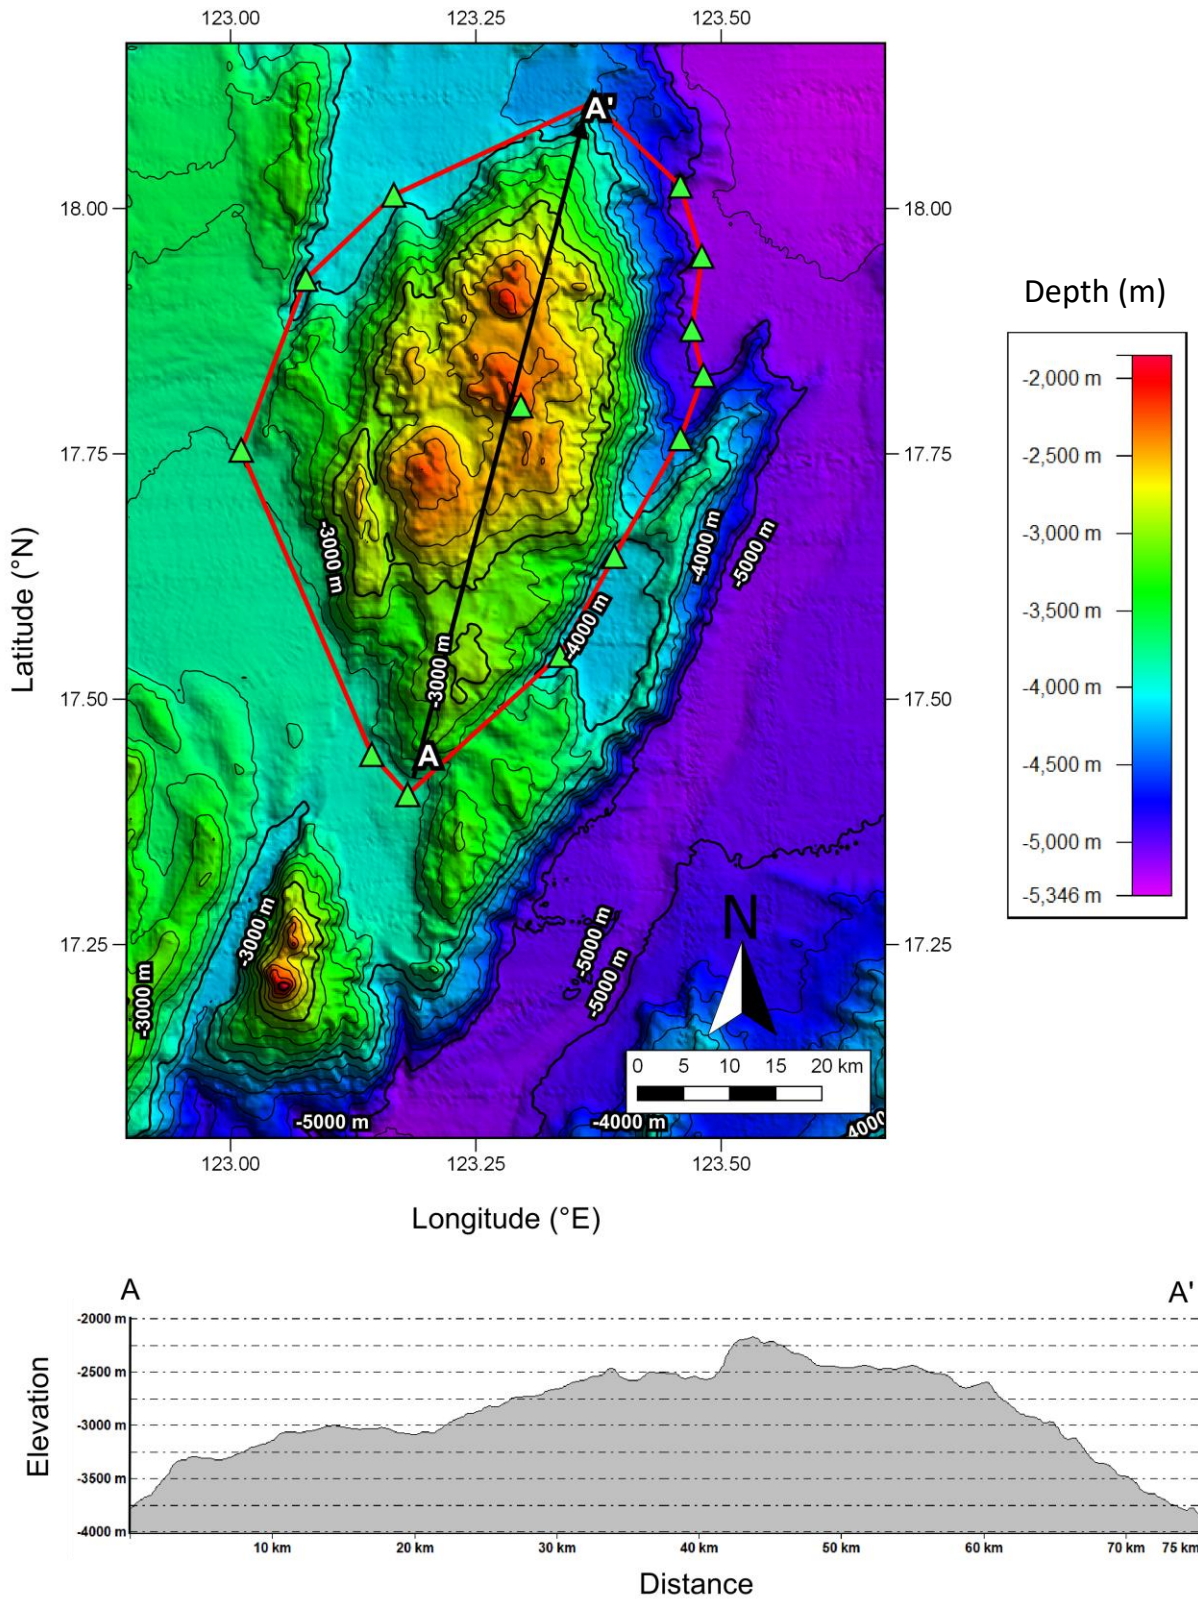 123.00 123.25 123.50
A'
18.00 18.00
Depth (m)
-2,000 m
-2,500 m
-3,000 m
-3,500 m
-4,000 m
-4,500 m
-5,000 m
-5,346 m
17.75 17.75
Latitude (°N)
-3000 m
-4000 m
-5000 m
-4000 m
-3000 m
17.50 17.50
A
N
-3000 m
17.25 17.25
-5000 m
-5000 m
-3000 m
0 5 10 15 20 km
-5000 m
-4000 m
4000
123.00 123.25 123.50
Longitude (°E)
A A'
-2000 m
-2500 m
-3000 m
-3500 m
-4000 m
Elevation
10 km 20 km 30 km 40 km 50 km 60 km 70 km 75 km
Distance